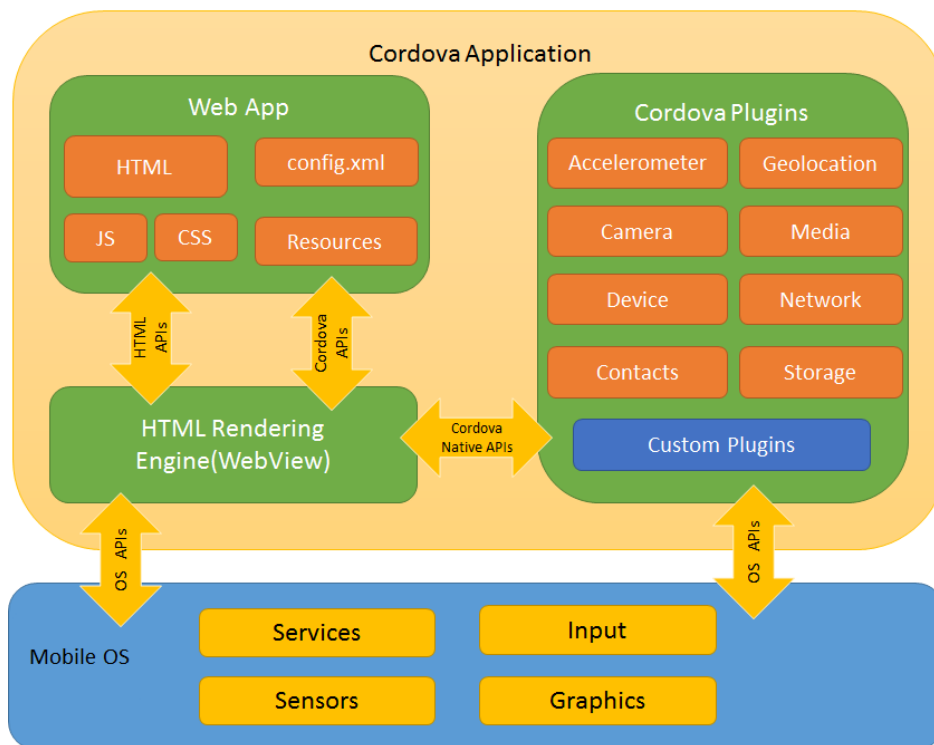 Cordova Application
Web App
HTML
config.xml
JS
CSS
Resources
Cordova Plugins
Accelerometer
Geolocation
Camera
Media
Device
Network
Contacts
Storage
Custom Plugins
HTML
APIs
Cordova
APIs
HTML Rendering
Engine(WebView)
Cordova
Native APIs
OS APIs
OS APIs
Mobile OS
Services
Input
Sensors
Graphics